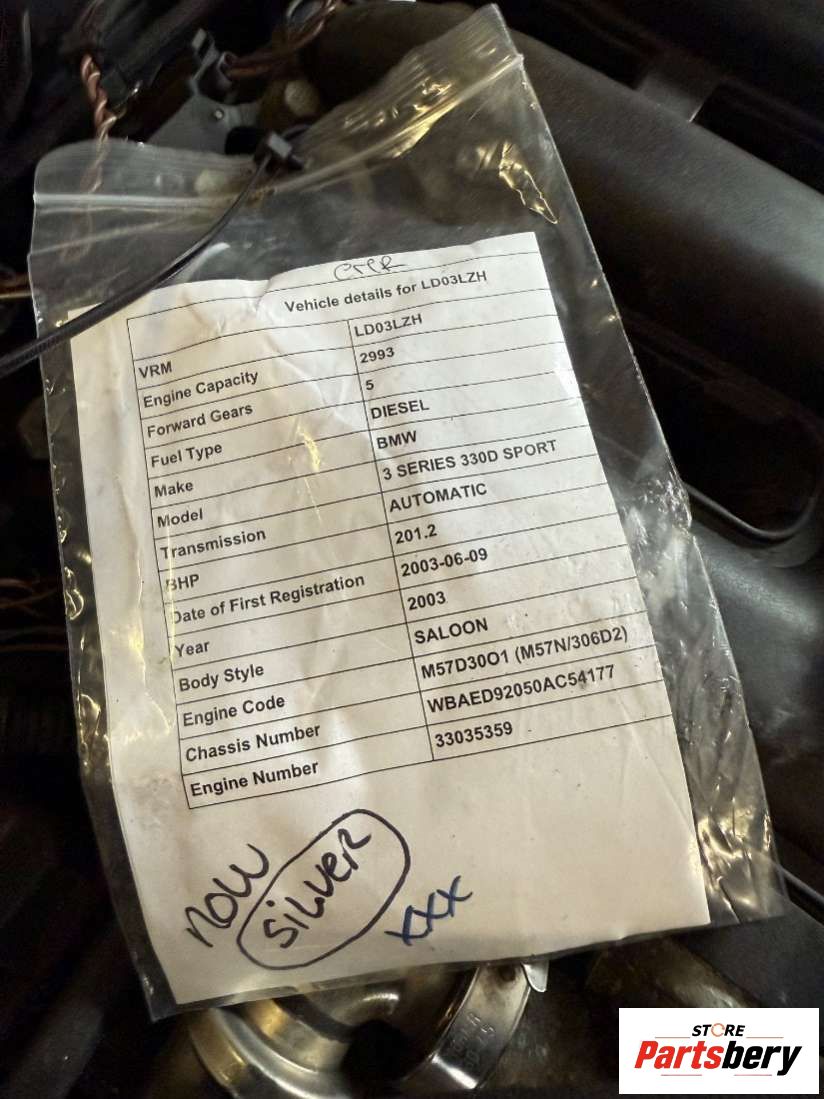 Vehicle details for LD03LZH
VRM LD03LZH
Engine Capacity 2993
Forward Gears 5
Fuel Type DIESEL
Make BMW
Model 3 SERIES 330D SPORT
Transmission AUTOMATIC
BHP 201.2
Date of First Registration 2003-06-09
Year 2003
Body Style SALOON
Engine Code M57D30O1 (M57N/306D2)
Chassis Number WBAED92050AC54177
Engine Number 33035359
now
SILVER
xxx
STORE
Partsbery